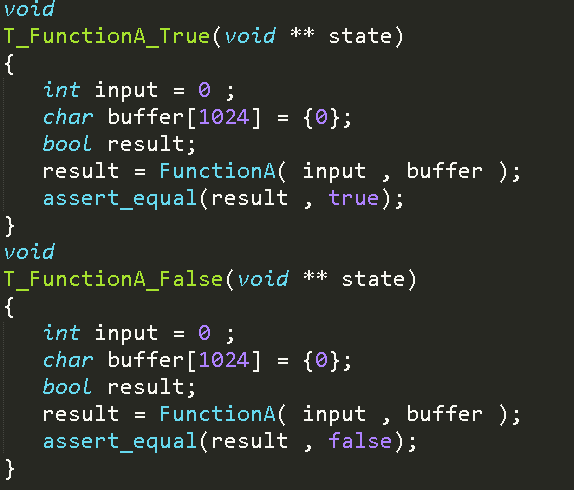 void
T_FunctionA_True(void ** state)
{
   int input = 0 ;
   char buffer[1024] = {0};
   bool result;
   result = FunctionA( input , buffer );
   assert_equal(result , true);
}
void
T_FunctionA_False(void ** state)
{
   int input = 0 ;
   char buffer[1024] = {0};
   bool result;
   result = FunctionA( input , buffer );
   assert_equal(result , false);
}